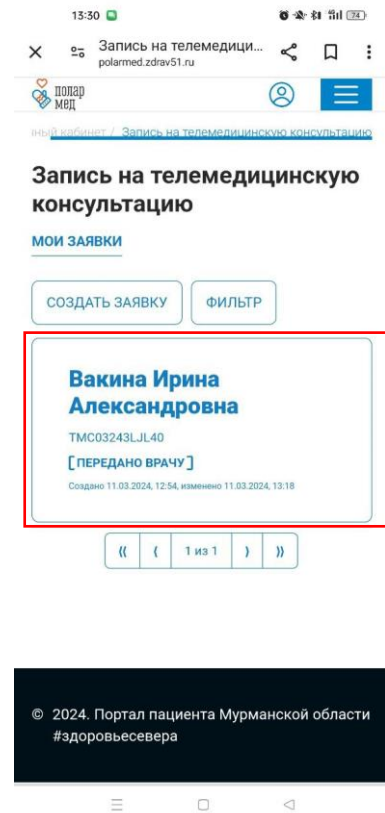 13:30
74
Запись на телемедици...
polarmed.zdrav51.ru
полар
мед
ный кабинет / Запись на телемедицинскую консультацию
Запись на телемедицинскую
консультацию
МОИ ЗАЯВКИ
СОЗДАТЬ ЗАЯВКУ ФИЛЬТР
Вакина Ирина
Александровна
TMC03243LJL40
[ПЕРЕДАНО ВРАЧУ]
Создано 11.03.2024, 12:54, изменено 11.03.2024, 13:18
⟨⟨ ⟨ 1 из 1 ⟩ ⟩⟩
© 2024. Портал пациента Мурманской области
#здоровьесевера